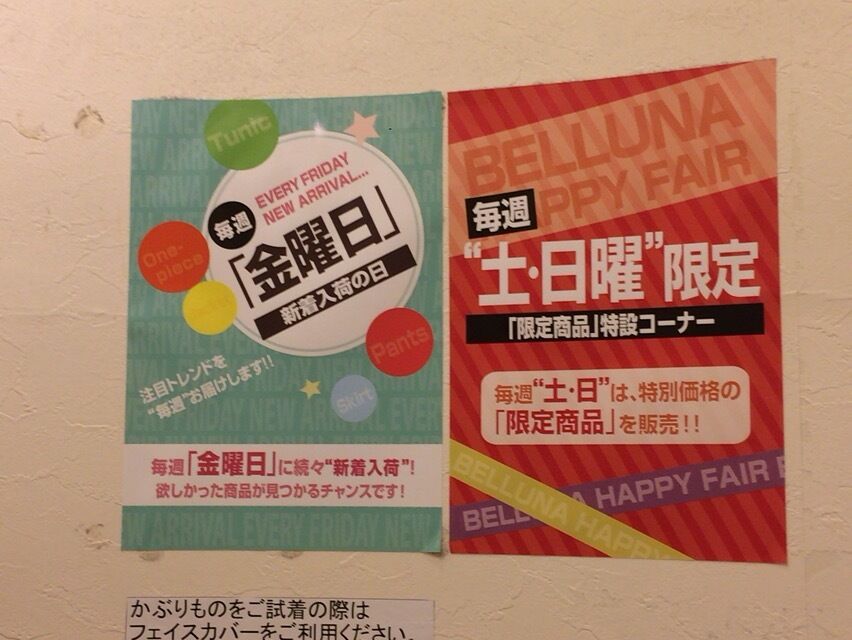 Tunic
EVERY FRIDAY
NEW ARRIVAL...
毎週
「金曜日」
新着入荷の日
One-
piece
Pants
Skirt
注目トレンドを
“毎週”お届けします!!
毎週「金曜日」に続々“新着入荷”!
欲しかった商品が見つかるチャンスです!
ARRIVAL EVERY FRIDAY NEW
BELLUNA
PPY FAIR
毎週
“土・日曜”限定
「限定商品」特設コーナー
毎週“土・日”は、特別価格の
「限定商品」を販売!!
BELLUNA HAPPY
BELL A HAPPY FAIR
かぶりものをご試着の際は
フェイスカバーをご利用ください。